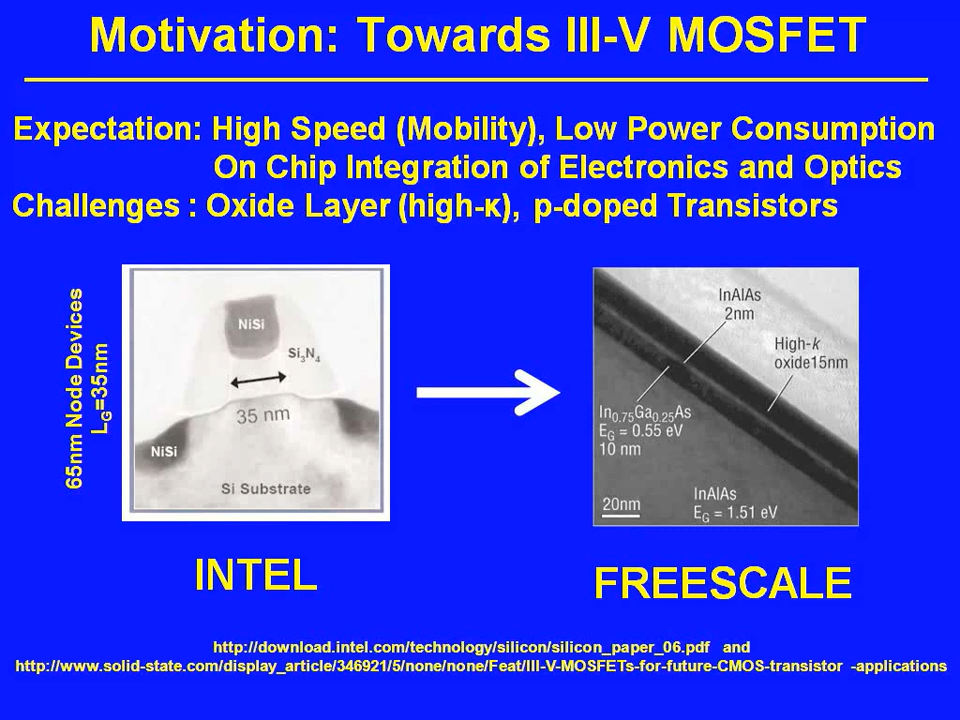 Motivation: Towards III-V MOSFET
Expectation: High Speed (Mobility), Low Power Consumption
On Chip Integration of Electronics and Optics
Challenges : Oxide Layer (high-κ), p-doped Transistors
65nm Node Devices
LG=35nm
NiSi
Si3N4
35 nm
NiSi
Si Substrate
InAlAs
2nm
High-k
oxide15nm
In0.75Ga0.25As
EG = 0.55 eV
10 nm
InAlAs
EG = 1.51 eV
20nm
INTEL
FREESCALE
http://download.intel.com/technology/silicon/silicon_paper_06.pdf and
http://www.solid-state.com/display_article/346921/5/none/none/Feat/III-V-MOSFETs-for-future-CMOS-transistor -applications